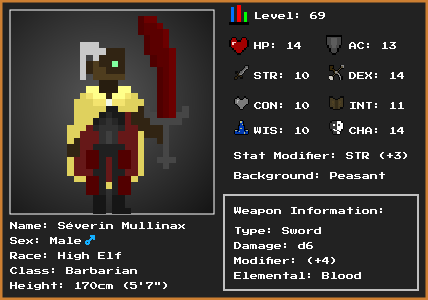 Level: 69
HP: 14
AC: 13
STR: 10
DEX: 14
CON: 10
INT: 11
WIS: 10
CHA: 14
Stat Modifier: STR (+3)
Background: Peasant
Name: Séverin Mullinax
Sex: Male♂
Race: High Elf
Class: Barbarian
Height: 170cm (5'7")
Weapon Information:
Type: Sword
Damage: d6
Modifier: (+4)
Elemental: Blood